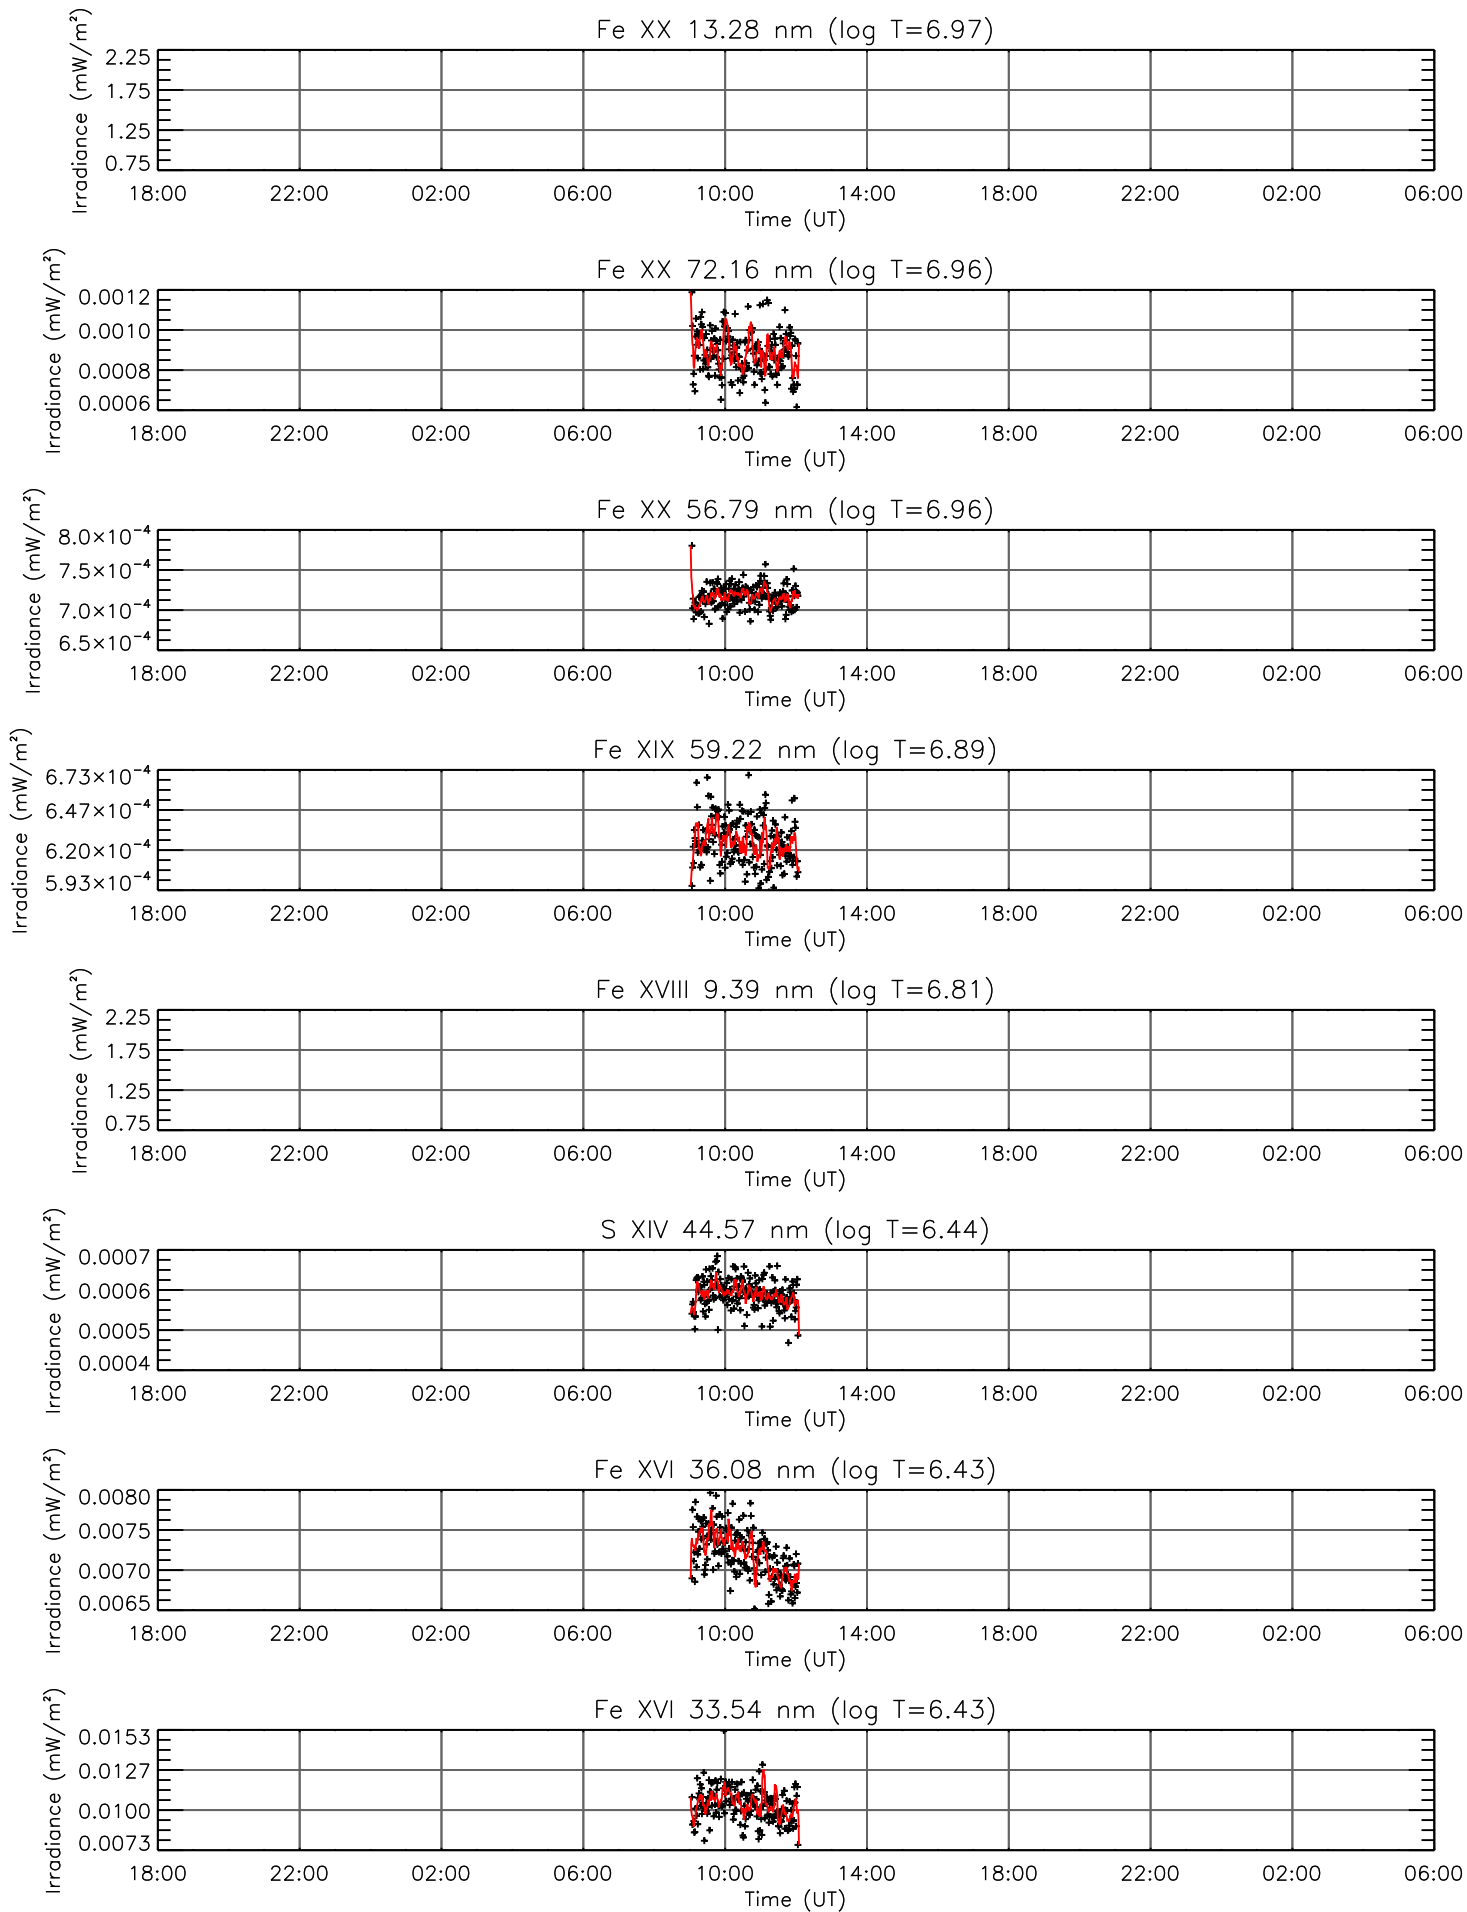 Fe XX 13.28 nm (log T=6.97)
Irradiance (mW/m²)
2.25
1.75
1.25
0.75
18:00 22:00 02:00 06:00 10:00 14:00 18:00 22:00 02:00 06:00
Time (UT)
Fe XX 72.16 nm (log T=6.96)
Irradiance (mW/m²)
0.0012
0.0010
0.0008
0.0006
18:00 22:00 02:00 06:00 10:00 14:00 18:00 22:00 02:00 06:00
Time (UT)
Fe XX 56.79 nm (log T=6.96)
Irradiance (mW/m²)
8.0×10⁻⁴
7.5×10⁻⁴
7.0×10⁻⁴
6.5×10⁻⁴
18:00 22:00 02:00 06:00 10:00 14:00 18:00 22:00 02:00 06:00
Time (UT)
Fe XIX 59.22 nm (log T=6.89)
Irradiance (mW/m²)
6.73×10⁻⁴
6.47×10⁻⁴
6.20×10⁻⁴
5.93×10⁻⁴
18:00 22:00 02:00 06:00 10:00 14:00 18:00 22:00 02:00 06:00
Time (UT)
Fe XVIII 9.39 nm (log T=6.81)
Irradiance (mW/m²)
2.25
1.75
1.25
0.75
18:00 22:00 02:00 06:00 10:00 14:00 18:00 22:00 02:00 06:00
Time (UT)
S XIV 44.57 nm (log T=6.44)
Irradiance (mW/m²)
0.0007
0.0006
0.0005
0.0004
18:00 22:00 02:00 06:00 10:00 14:00 18:00 22:00 02:00 06:00
Time (UT)
Fe XVI 36.08 nm (log T=6.43)
Irradiance (mW/m²)
0.0080
0.0075
0.0070
0.0065
18:00 22:00 02:00 06:00 10:00 14:00 18:00 22:00 02:00 06:00
Time (UT)
Fe XVI 33.54 nm (log T=6.43)
Irradiance (mW/m²)
0.0153
0.0127
0.0100
0.0073
18:00 22:00 02:00 06:00 10:00 14:00 18:00 22:00 02:00 06:00
Time (UT)